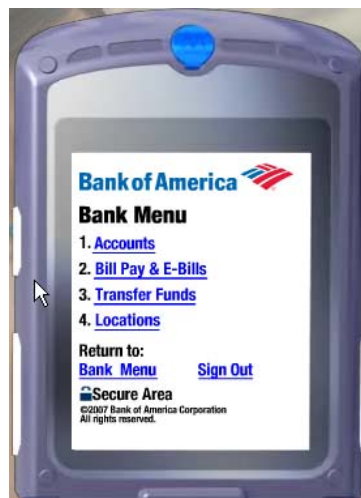 Bank of America
Bank Menu
1. Accounts
2. Bill Pay & E-Bills
3. Transfer Funds
4. Locations
Return to:
Bank Menu Sign Out
Secure Area
©2007 Bank of America Corporation
All rights reserved.